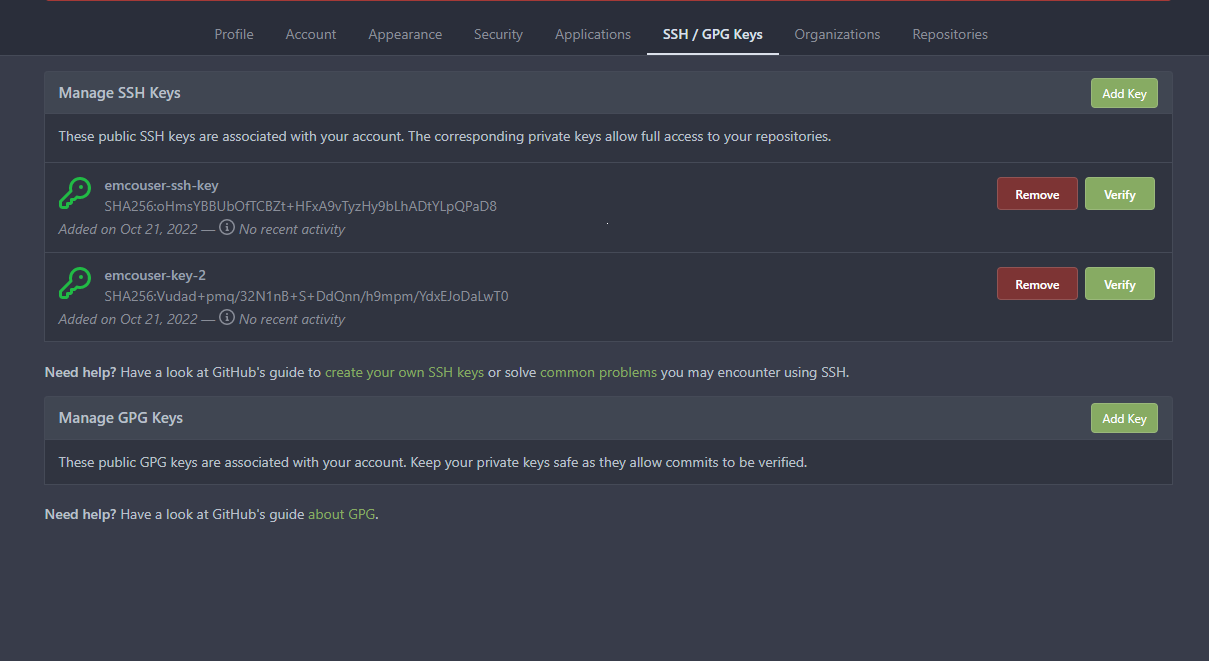 Profile Account Appearance Security Applications SSH / GPG Keys Organizations Repositories
Manage SSH Keys Add Key
These public SSH keys are associated with your account. The corresponding private keys allow full access to your repositories.
emcouser-ssh-key Remove Verify
SHA256:oHmsYBBUbOfTCBZt+HFxA9vTyzHy9bLhADtYLpQPaD8
Added on Oct 21, 2022 — No recent activity
emcouser-key-2 Remove Verify
SHA256:Vudad+pmq/32N1nB+S+DdQnn/h9mpm/YdxEJoDaLwT0
Added on Oct 21, 2022 — No recent activity
Need help? Have a look at GitHub's guide to create your own SSH keys or solve common problems you may encounter using SSH.
Manage GPG Keys Add Key
These public GPG keys are associated with your account. Keep your private keys safe as they allow commits to be verified.
Need help? Have a look at GitHub's guide about GPG.